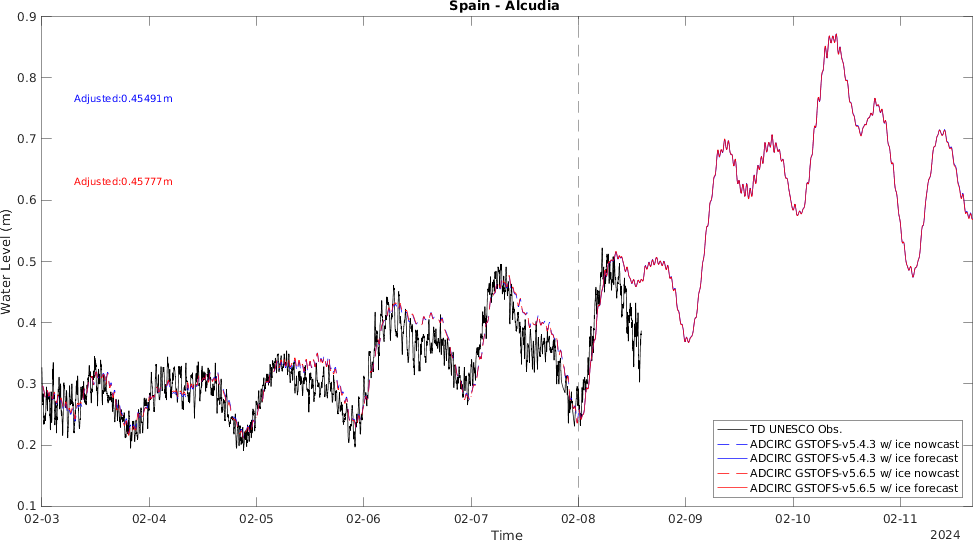 Spain - Alcudia
0.9
0.8
0.7
0.6
0.5
0.4
0.3
0.2
0.1
Water Level (m)
Adjusted:0.45491m
Adjusted:0.45777m
TD UNESCO Obs.
ADCIRC GSTOFS-v5.4.3 w/ ice nowcast
ADCIRC GSTOFS-v5.4.3 w/ ice forecast
ADCIRC GSTOFS-v5.6.5 w/ ice nowcast
ADCIRC GSTOFS-v5.6.5 w/ ice forecast
02-03 02-04 02-05 02-06 02-07 02-08 02-09 02-10 02-11
Time
2024